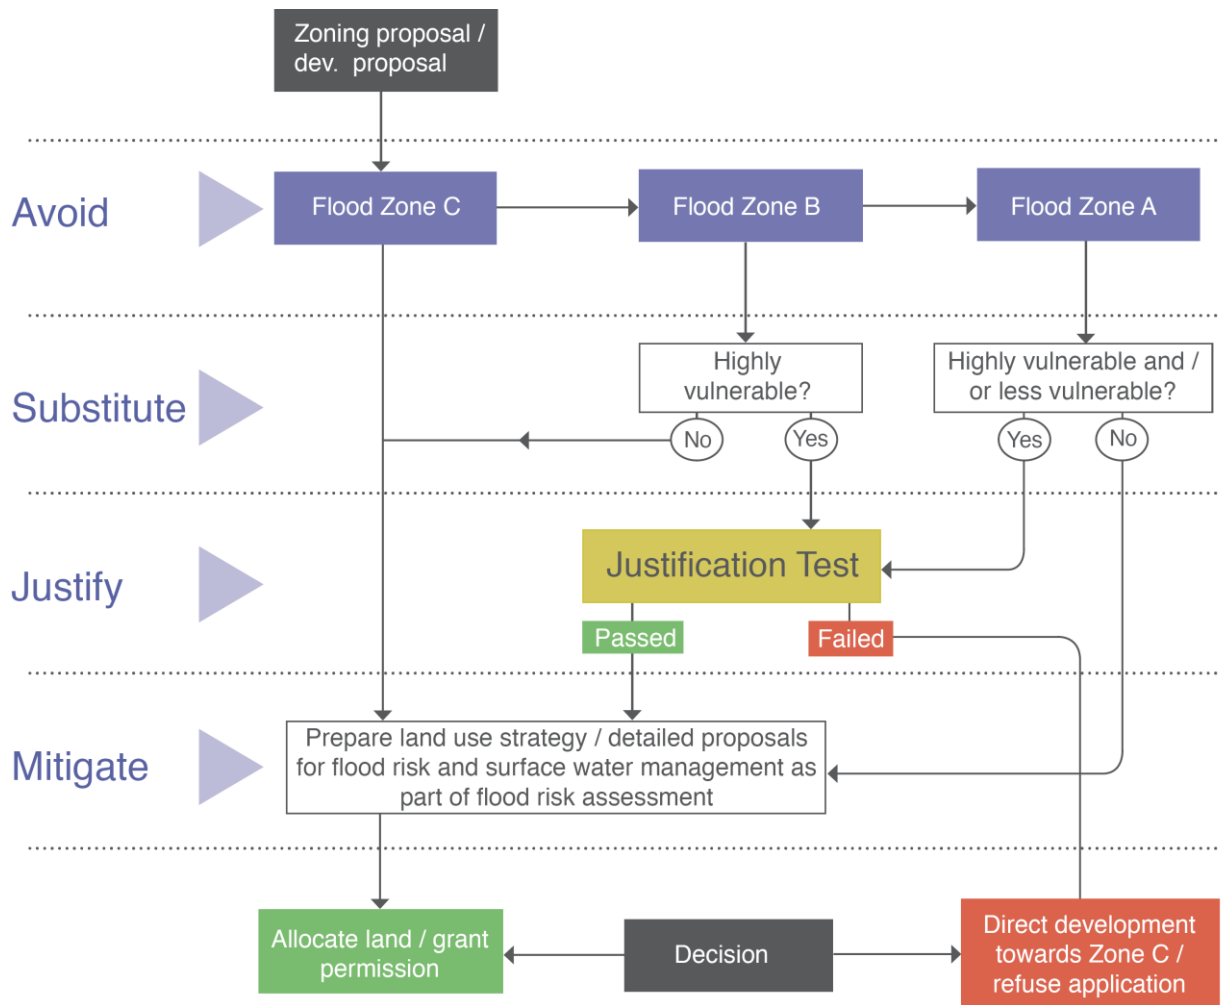 Zoning proposal /
dev. proposal
Avoid
Flood Zone C
Flood Zone B
Flood Zone A
Substitute
Highly
vulnerable?
Highly vulnerable and /
or less vulnerable?
No
Yes
Yes
No
Justify
Justification Test
Passed
Failed
Mitigate
Prepare land use strategy / detailed proposals
for flood risk and surface water management as
part of flood risk assessment
Allocate land / grant
permission
Decision
Direct development
towards Zone C /
refuse application